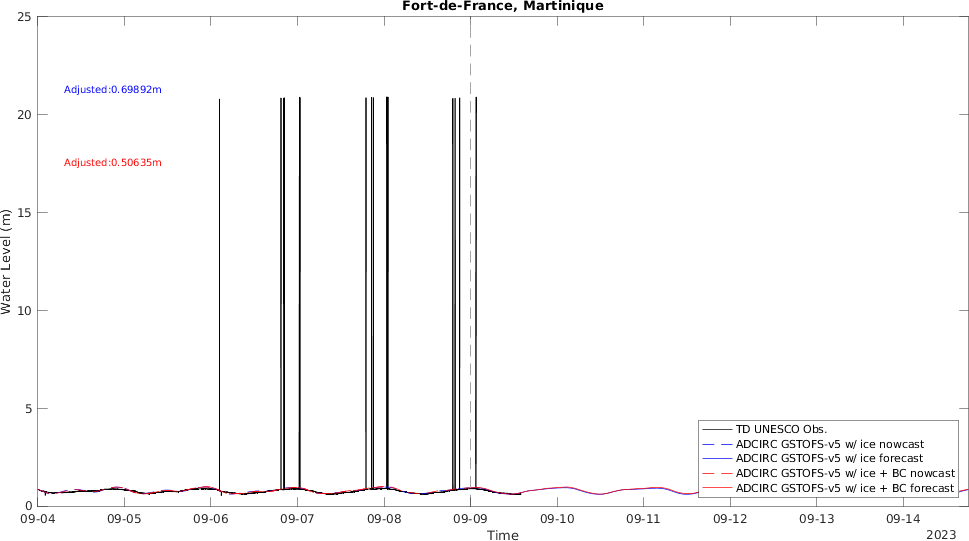 Fort-de-France, Martinique
25
20
15
10
5
0
Water Level (m)
Adjusted:0.69892m
Adjusted:0.50635m
TD UNESCO Obs.
ADCIRC GSTOFS-v5 w/ ice nowcast
ADCIRC GSTOFS-v5 w/ ice forecast
ADCIRC GSTOFS-v5 w/ ice + BC nowcast
ADCIRC GSTOFS-v5 w/ ice + BC forecast
09-04 09-05 09-06 09-07 09-08 09-09 09-10 09-11 09-12 09-13 09-14
Time
2023